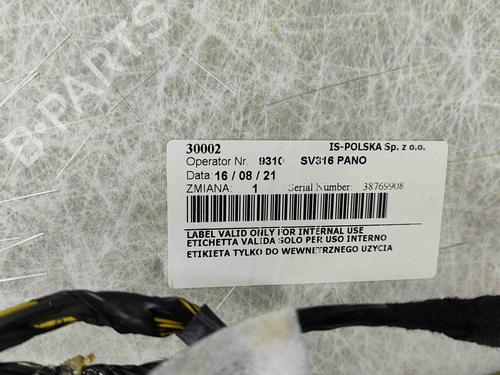 B-PARTS
30002 IS-POLSKA Sp. z o.o.
Operator Nr. 9310 SV316 PANO
Data: 16 / 08 / 21
ZMIANA: 1 Serial Number: 38769908
LABEL VALID ONLY FOR INTERNAL USE
ETICHETTA VALIDA SOLO PER USO INTERNO
ETIKIETA TYLKO DO WEWNETRZNEGO UZYCIA